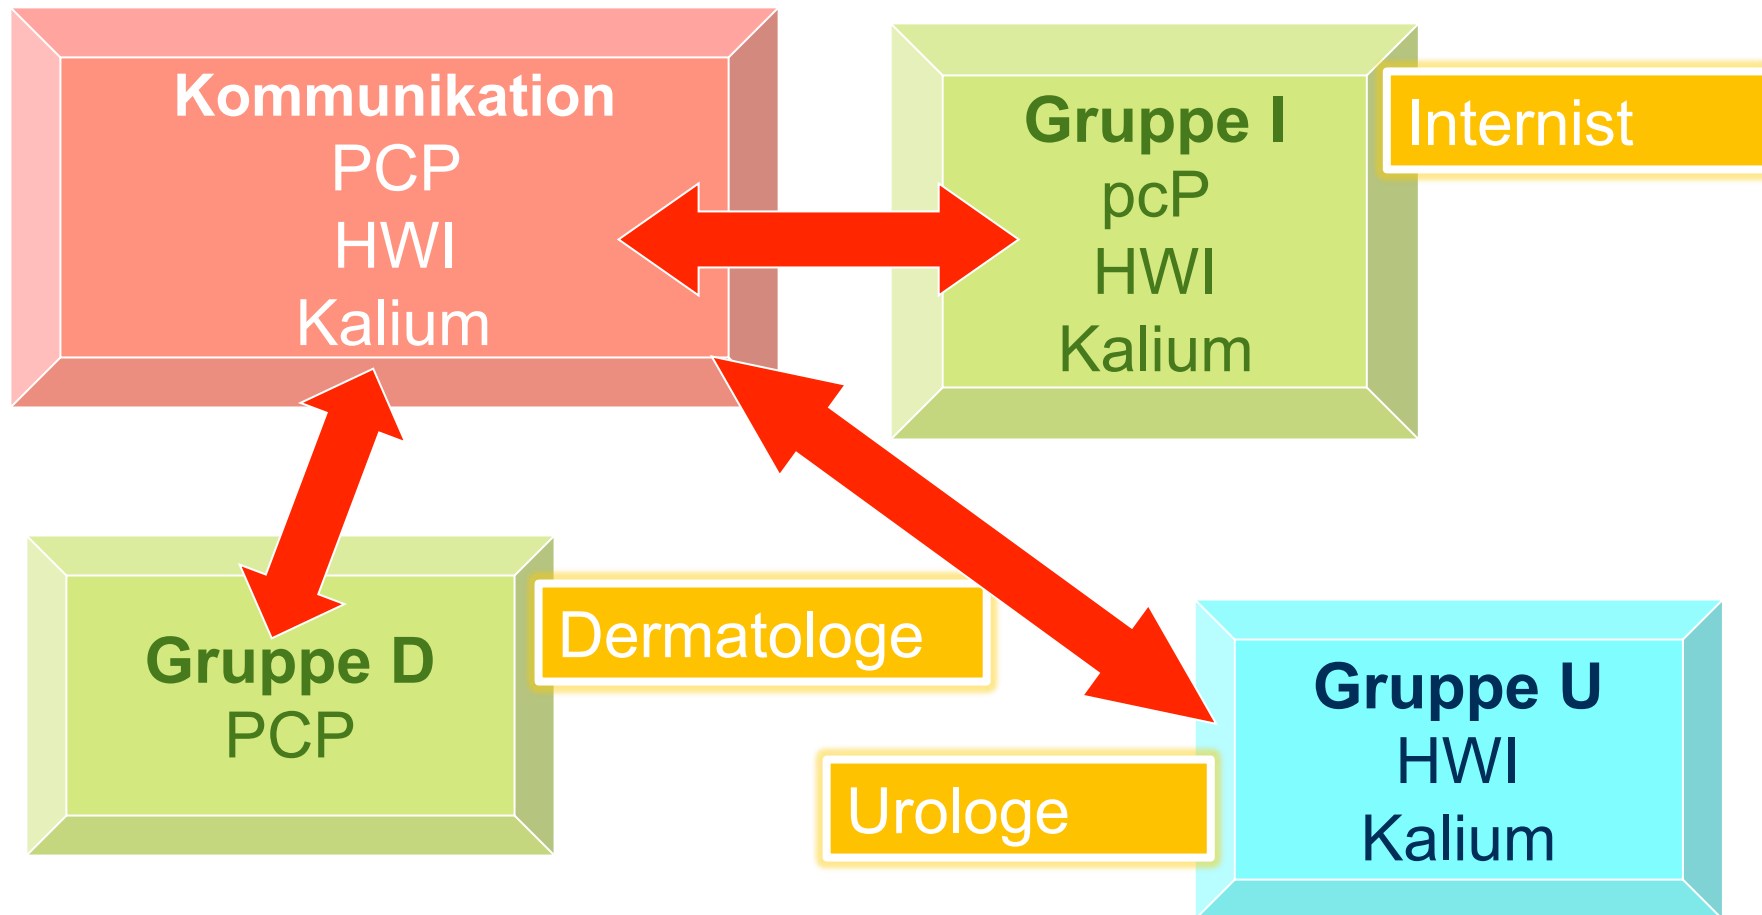 Kommunikation
PCP
HWI
Kalium
Gruppe I
pcP
HWI
Kalium
Internist
Gruppe D
PCP
Dermatologe
Urologe
Gruppe U
HWI
Kalium